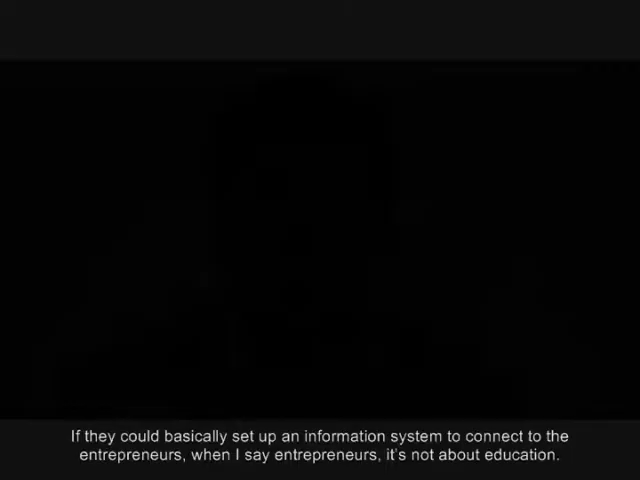 If they could basically set up an information system to connect to the
entrepreneurs, when I say entrepreneurs, it's not about education.